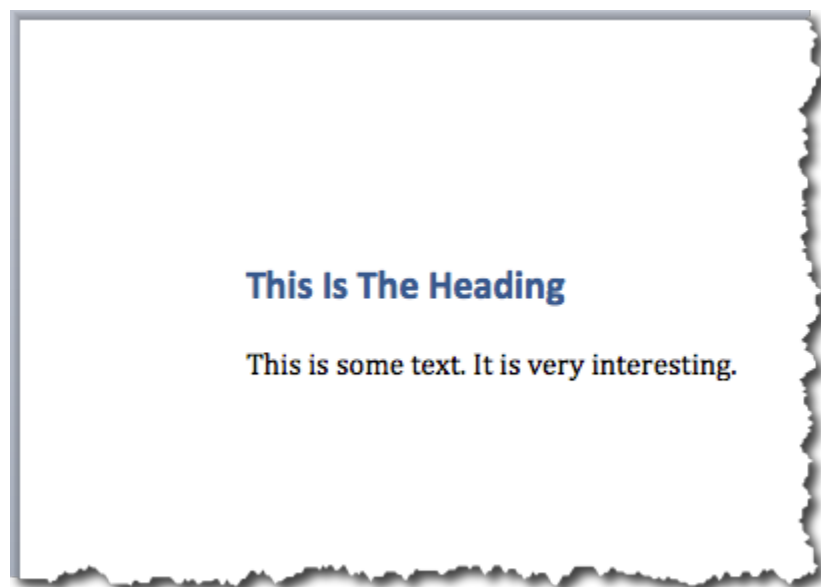 This Is The Heading
This is some text. It is very interesting.